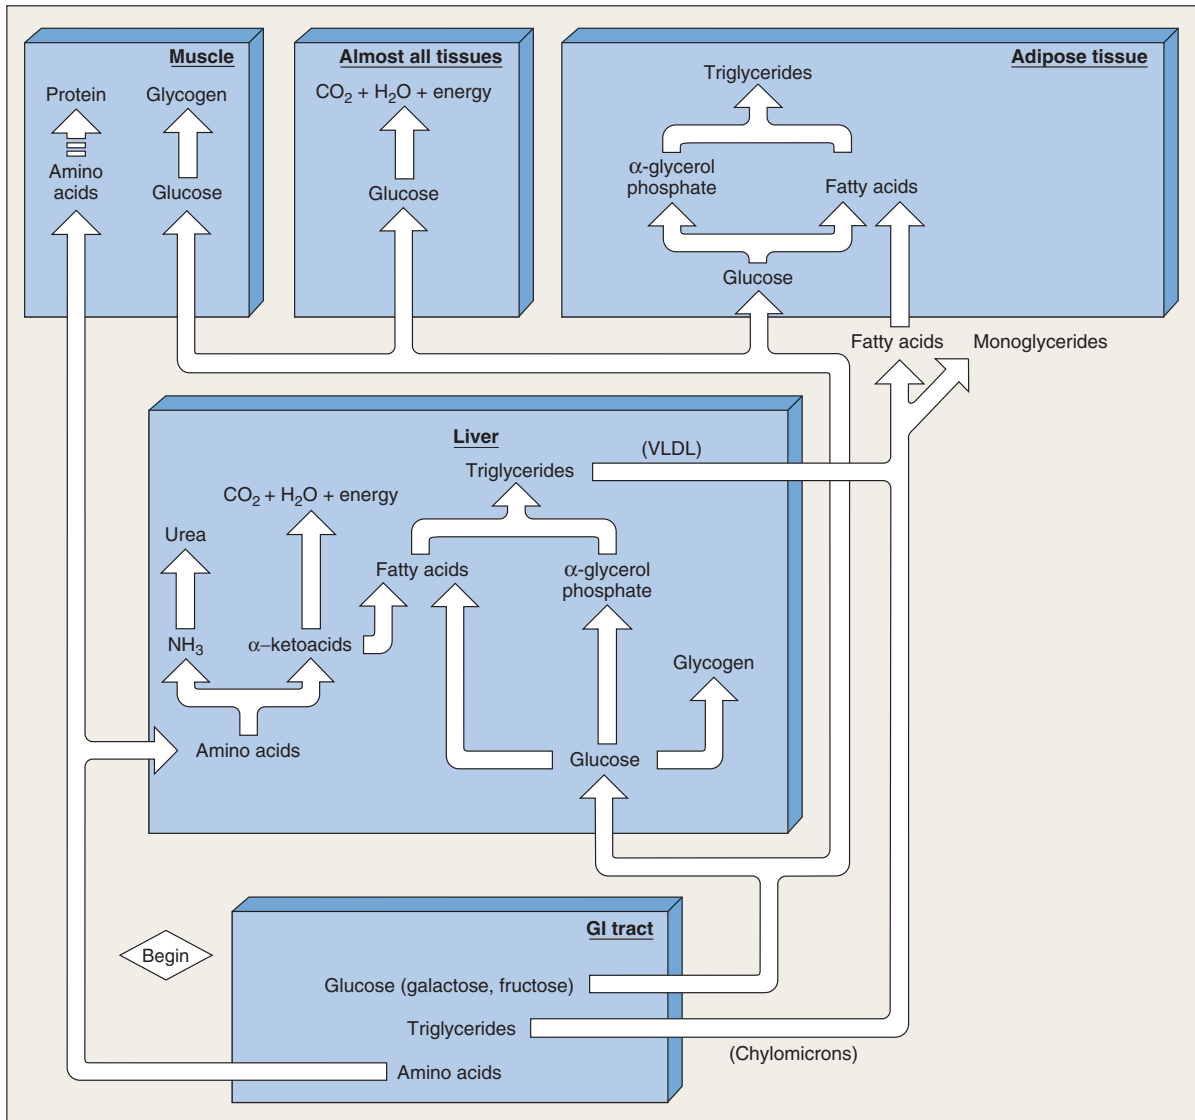 Muscle
Protein
Glycogen
Amino
acids
Glucose
Almost all tissues
CO₂ + H₂O + energy
Glucose
Adipose tissue
Triglycerides
α-glycerol
phosphate
Fatty acids
Glucose
Fatty acids
Monoglycerides
Liver
(VLDL)
Triglycerides
CO₂ + H₂O + energy
Urea
Fatty acids
α-glycerol
phosphate
NH₃
α–ketoacids
Glycogen
Amino acids
Glucose
GI tract
Begin
Glucose (galactose, fructose)
Triglycerides
(Chylomicrons)
Amino acids